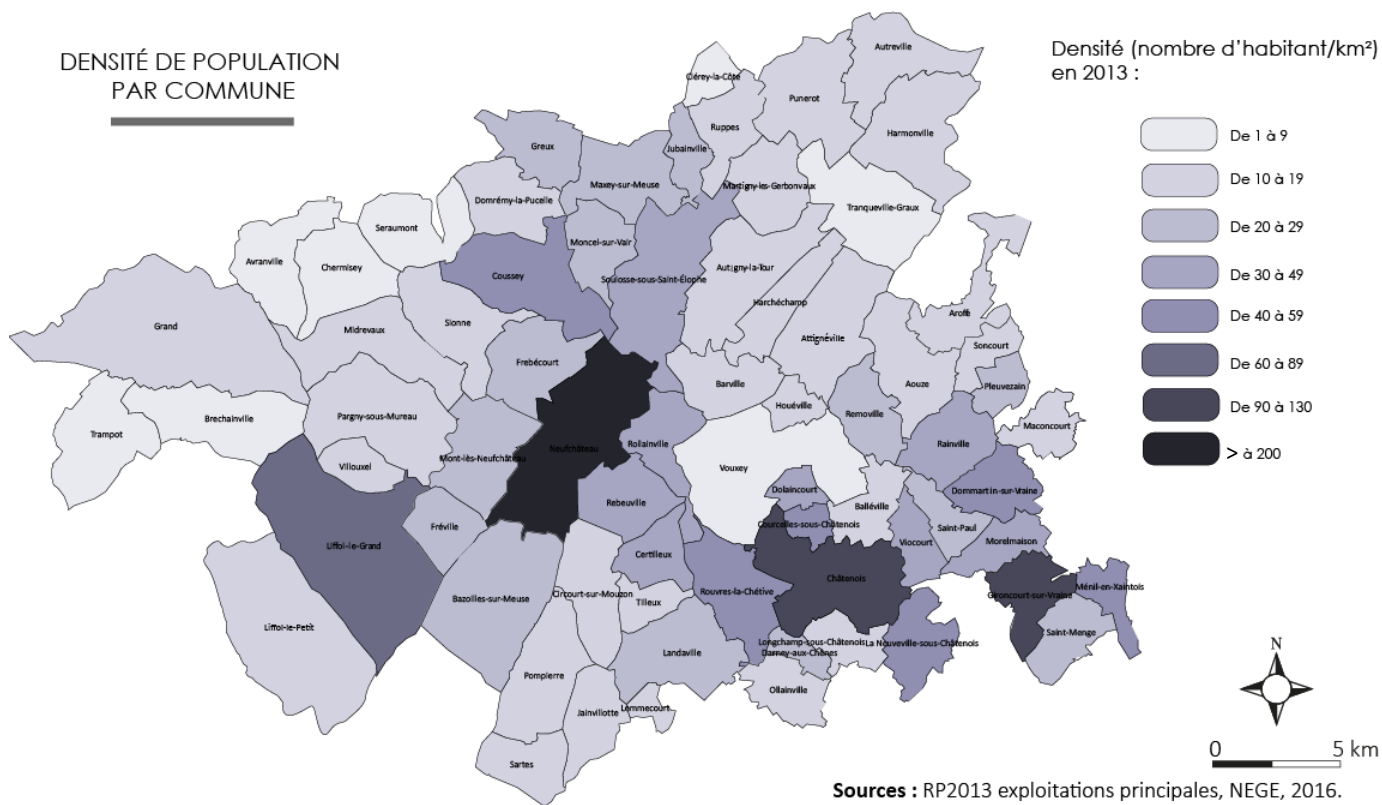 DENSITÉ DE POPULATION
PAR COMMUNE
Densité (nombre d'habitant/km²)
en 2013 :
De 1 à 9
De 10 à 19
De 20 à 29
De 30 à 49
De 40 à 59
De 60 à 89
De 90 à 130
> à 200
Autreville
Clérey-la-Côte
Punerot
Ruppes
Harmonville
Greux
Jubainville
Maxey-sur-Meuse
Martigny-les-Gerbonvaux
Domrémy-la-Pucelle
Tranqueville-Graux
Seraumont
Moncel-sur-Vair
Avranville
Chermisey
Coussey
Soulosse-sous-Saint-Élophe
Autigny-la-Tour
Harchéchamp
Aroffe
Grand
Midrevaux
Sionne
Attignéville
Soncourt
Frebécourt
Barville
Aouze
Pleuvezain
Houéville
Removille
Pargny-sous-Mureau
Brechainville
Maconcourt
Trampot
Rollainville
Rainville
Neufchâteau
Mont-lès-Neufchâteau
Villouxel
Vouxey
Dolaincourt
Dommartin-sur-Vraine
Rebeuville
Balléville
Courcelles-sous-Châtenois
Saint-Paul
Fréville
Viocourt
Morelmaison
Liffol-le-Grand
Certilleux
Châtenois
Ménil-en-Xaintois
Rouvres-la-Chétive
Gironcourt-sur-Vraine
Bazoilles-sur-Meuse
Circourt-sur-Mouzon
Tilleux
Liffol-le-Petit
Saint-Menge
Longchamp-sous-Châtenois
La Neuveville-sous-Châtenois
Landaville
Darney-aux-Chênes
Pompierre
Ollainville
Lemmecourt
Jainvillotte
Sartes
N
0 5 km
Sources : RP2013 exploitations principales, NEGE, 2016.